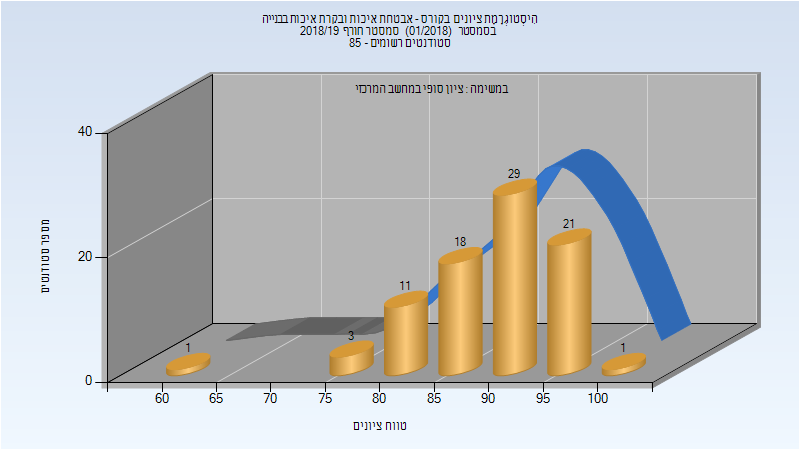 הִיסְטוֹגְרָמַת ציונים בקורס - אבטחת איכות ובקרת איכות בבנייה
בסמסטר (01/2018) סמסטר חורף 2018/19
סטודנטים רשומים - 85
במשימה : ציון סופי במחשב המרכזי
40
20
0
מספר סטודנטים
1
3
11
18
29
21
1
60 65 70 75 80 85 90 95 100
טווח ציונים